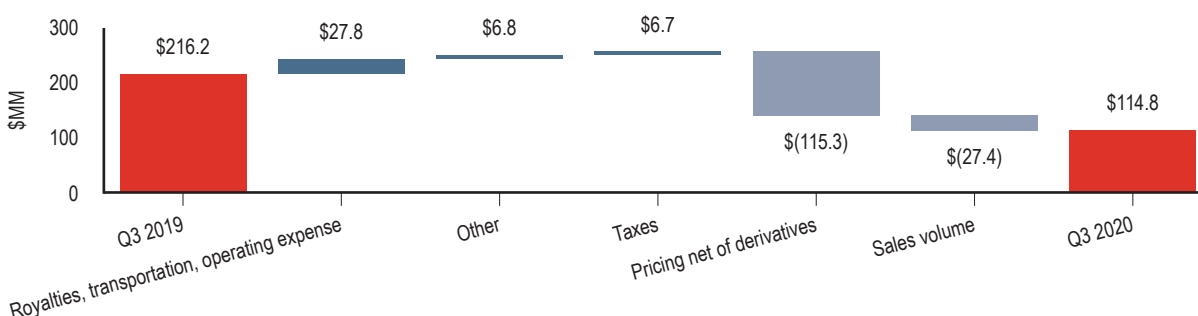 $MM
300
200
100
0
$216.2
$27.8
$6.8
$6.7
$(115.3)
$(27.4)
$114.8
Q3 2019
Royalties, transportation, operating expense
Other
Taxes
Pricing net of derivatives
Sales volume
Q3 2020